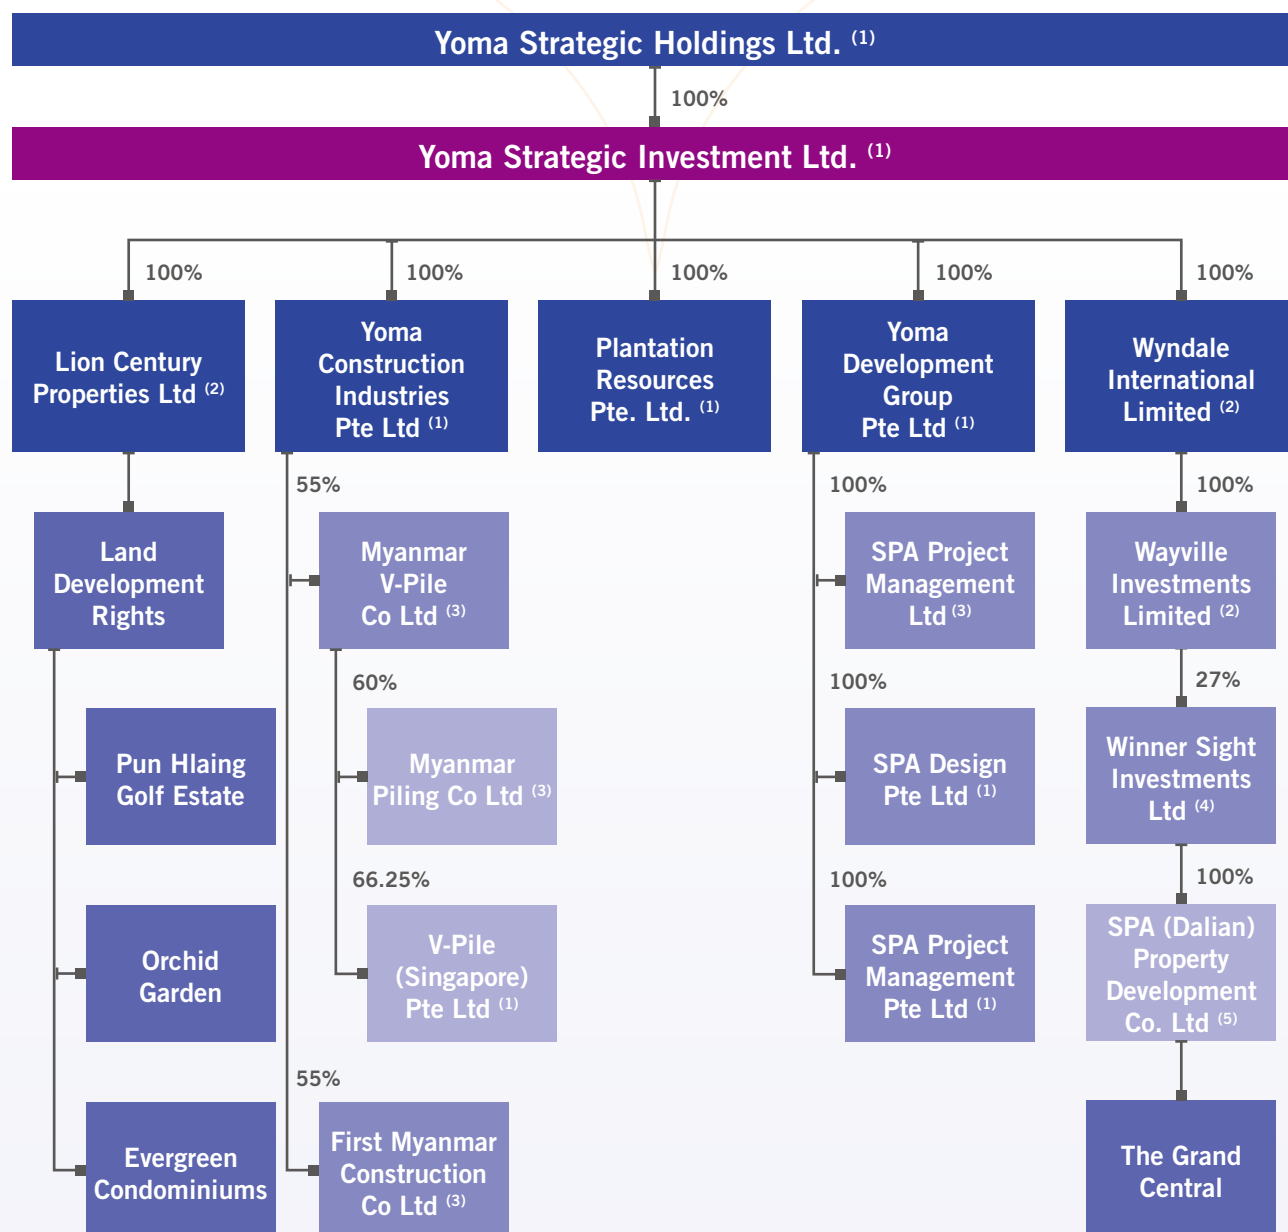 Yoma Strategic Holdings Ltd. (1)
100%
Yoma Strategic Investment Ltd. (1)
100%
100%
100%
100%
100%
Lion Century
Properties Ltd (2)
Yoma
Construction
Industries
Pte Ltd (1)
Plantation
Resources
Pte. Ltd. (1)
Yoma
Development
Group
Pte Ltd (1)
Wyndale
International
Limited (2)
55%
100%
100%
Land
Development
Rights
Myanmar
V-Pile
Co Ltd (3)
SPA Project
Management
Ltd (3)
Wayville
Investments
Limited (2)
60%
100%
27%
Pun Hlaing
Golf Estate
Myanmar
Piling Co Ltd (3)
SPA Design
Pte Ltd (1)
Winner Sight
Investments
Ltd (4)
66.25%
100%
100%
Orchid
Garden
V-Pile
(Singapore)
Pte Ltd (1)
SPA Project
Management
Pte Ltd (1)
SPA (Dalian)
Property
Development
Co. Ltd (5)
55%
Evergreen
Condominiums
First Myanmar
Construction
Co Ltd (3)
The Grand
Central